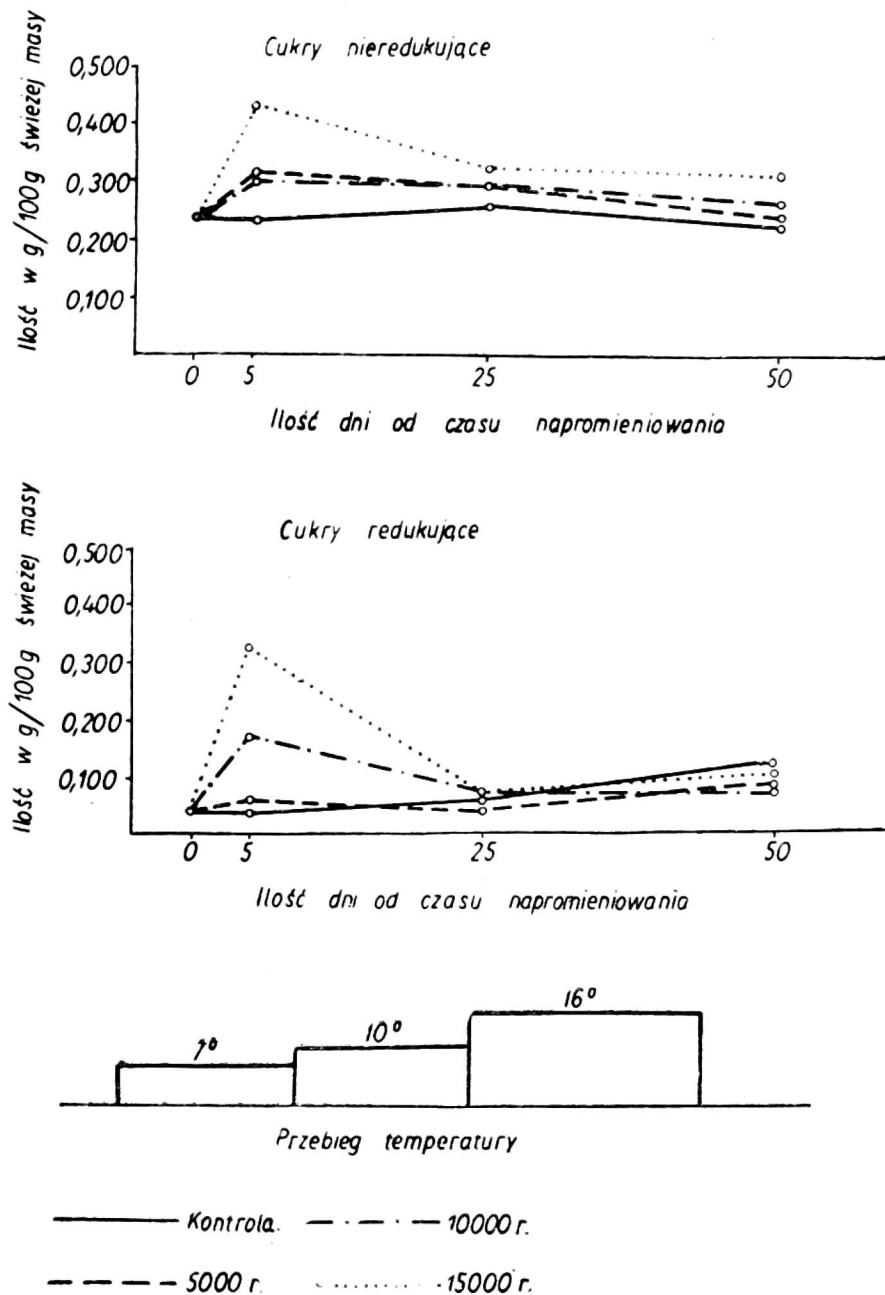 Cukry nieredukujące
Ilość w g/100g świeżej masy
0,500
0,400
0,300
0,200
0,100
0 5 25 50
Ilość dni od czasu napromieniowania
Cukry redukujące
Ilość w g/100g świeżej masy
0,500
0,400
0,300
0,200
0,100
0 5 25 50
Ilość dni od czasu napromieniowania
7° 10° 16°
Przebieg temperatury
Kontrola. 10000 r.
5000 r. 15000 r.